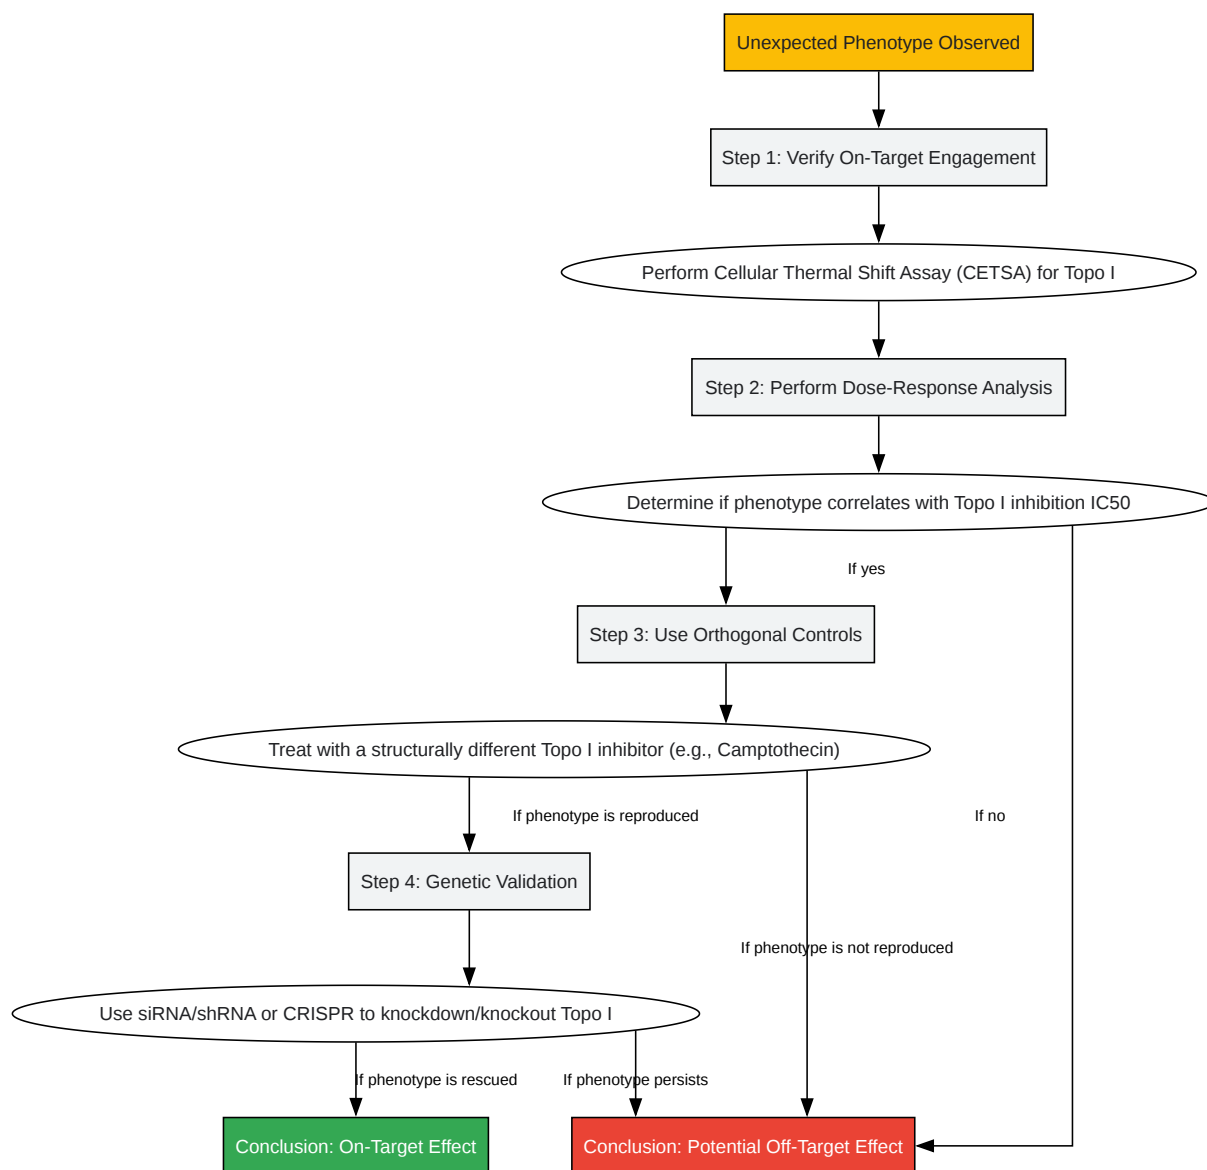 Unexpected Phenotype Observed
Step 1: Verify On-Target Engagement
Perform Cellular Thermal Shift Assay (CETSA) for Topo I
Step 2: Perform Dose-Response Analysis
Determine if phenotype correlates with Topo I inhibition IC50
If yes
Step 3: Use Orthogonal Controls
Treat with a structurally different Topo I inhibitor (e.g., Camptothecin)
If phenotype is reproduced
If no
Step 4: Genetic Validation
If phenotype is not reproduced
Use siRNA/shRNA or CRISPR to knockdown/knockout Topo I
If phenotype is rescued
If phenotype persists
Conclusion: On-Target Effect
Conclusion: Potential Off-Target Effect